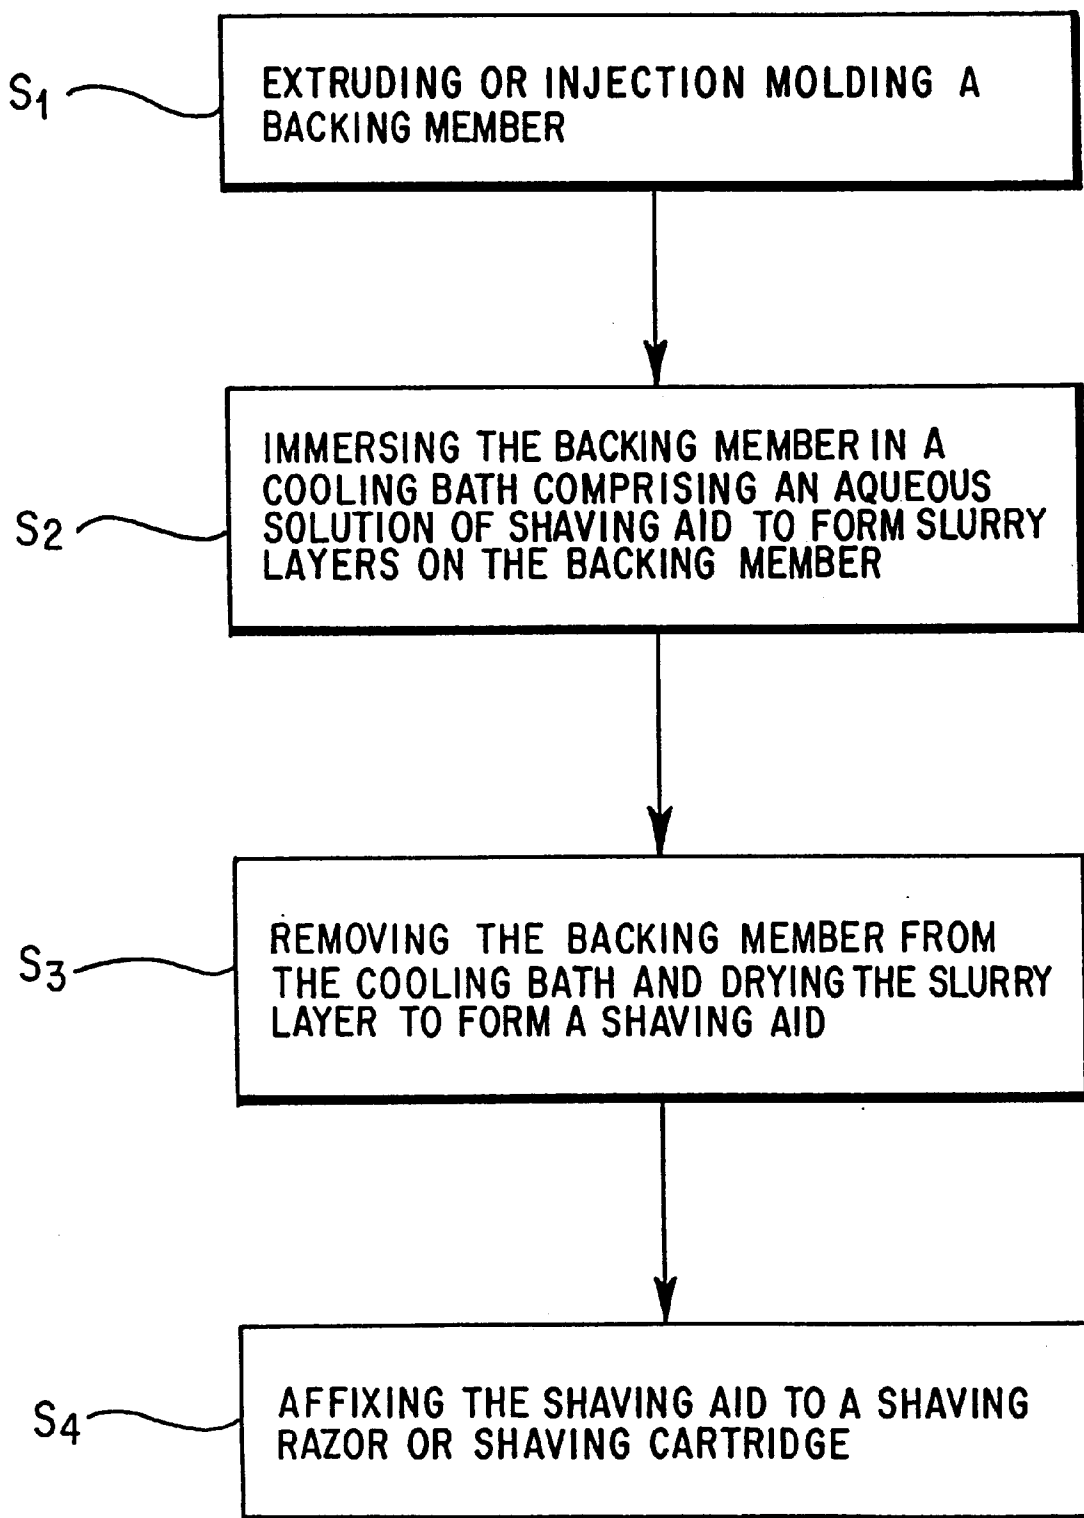 S1
EXTRUDING OR INJECTION MOLDING A
BACKING MEMBER
S2
IMMERSING THE BACKING MEMBER IN A
COOLING BATH COMPRISING AN AQUEOUS
SOLUTION OF SHAVING AID TO FORM SLURRY
LAYERS ON THE BACKING MEMBER
S3
REMOVING THE BACKING MEMBER FROM
THE COOLING BATH AND DRYING THE SLURRY
LAYER TO FORM A SHAVING AID
S4
AFFIXING THE SHAVING AID TO A SHAVING
RAZOR OR SHAVING CARTRIDGE